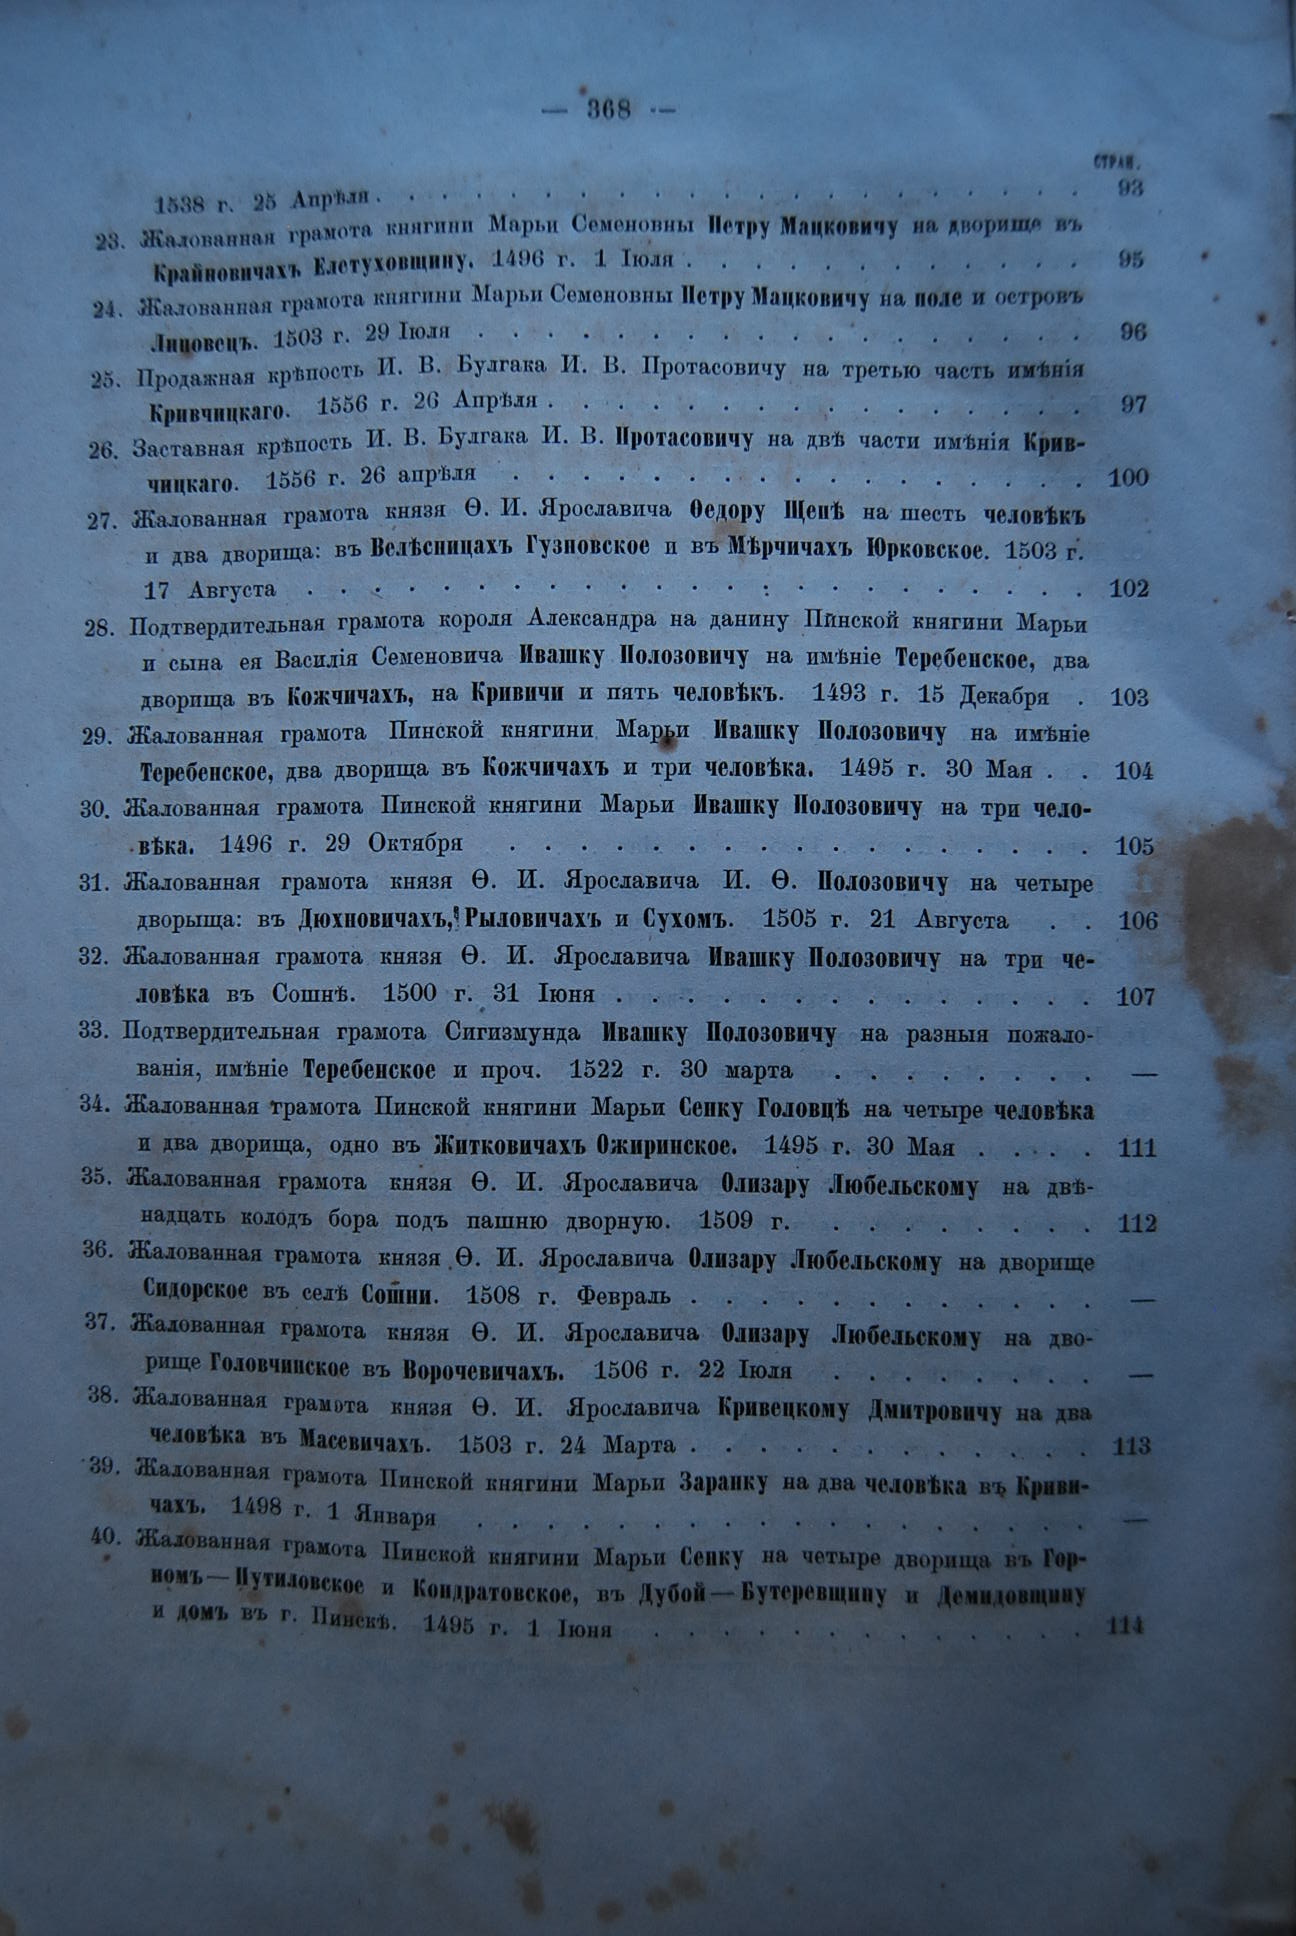 — 368 —
СТРАН.
1538 г. 25 Апрѣля . . . . . . . . . . . . . . . . . . . . 93
23. Жалованная грамота княгини Марьи Семеновны Петру Мацковичу на дворище въ
Крайновичахъ Елстуховщину. 1496 г. 1 Іюля . . . . . . . . . . . . 95
24. Жалованная грамота княгини Марьи Семеновны Петру Мацковичу на поле и островъ
Лицовецъ. 1503 г. 29 Іюля . . . . . . . . . . . . . . . . . . 96
25. Продажная крѣпость И. В. Булгака И. В. Протасовичу на третью часть имѣнія
Кривчицкаго. 1556 г. 26 Апрѣля . . . . . . . . . . . . . . . . 97
26. Заставная крѣпость И. В. Булгака И. В. Протасовичу на двѣ части имѣнія Крив-
чицкаго. 1556 г. 26 апрѣля . . . . . . . . . . . . . . . . . 100
27. Жалованная грамота князя Ѳ. И. Ярославича Ѳедору Щепѣ на шесть человѣкъ
и два дворища: въ Велѣсницахъ Гузновское и въ Мѣрчичахъ Юрковское. 1503 г.
17 Августа . . . . . . . . . . . . . . . . . . . . . . . 102
28. Подтвердительная грамота короля Александра на данину Пинской княгини Марьи
и сына ея Василія Семеновича Ивашку Полозовичу на имѣніе Теребенское, два
дворища въ Кожчичахъ, на Кривичи и пять человѣкъ. 1493 г. 15 Декабря . 103
29. Жалованная грамота Пинской княгини Марьи Ивашку Полозовичу на имѣніе
Теребенское, два дворища въ Кожчичахъ и три человѣка. 1495 г. 30 Мая . . 104
30. Жалованная грамота Пинской княгини Марьи Ивашку Полозовичу на три чело-
вѣка. 1496 г. 29 Октября . . . . . . . . . . . . . . . . . 105
31. Жалованная грамота князя Ѳ. И. Ярославича И. Ѳ. Полозовичу на четыре
дворыща: въ Дюхновичахъ, Рыловичахъ и Сухомъ. 1505 г. 21 Августа . . 106
32. Жалованная грамота князя Ѳ. И. Ярославича Ивашку Полозовичу на три че-
ловѣка въ Сошнѣ. 1500 г. 31 Іюня . . . . . . . . . . . . . . 107
33. Подтвердительная грамота Сигизмунда Ивашку Полозовичу на разныя пожало-
ванія, имѣніе Теребенское и проч. 1522 г. 30 марта . . . . . . . . —
34. Жалованная грамота Пинской княгини Марьи Сенку Головцѣ на четыре человѣка
и два дворища, одно въ Житковичахъ Ожиринское. 1495 г. 30 Мая . . . . 111
35. Жалованная грамота князя Ѳ. И. Ярославича Олизару Любельскому на двѣ-
надцать колодъ бора подъ пашню дворную. 1509 г. . . . . . . . . 112
36. Жалованная грамота князя Ѳ. И. Ярославича Олизару Любельскому на дворище
Сидорское въ селѣ Сошни. 1508 г. Февраль . . . . . . . . . . . . —
37. Жалованная грамота князя Ѳ. И. Ярославича Олизару Любельскому на дво-
рище Головчинское въ Ворочевичахъ. 1506 г. 22 Іюля . . . . . . . . —
38. Жалованная грамота князя Ѳ. И. Ярославича Кривецкому Дмитровичу на два
человѣка въ Масевичахъ. 1503 г. 24 Марта . . . . . . . . . . . . 113
39. Жалованная грамота Пинской княгини Марьи Заранку на два человѣка въ Криви-
чахъ. 1498 г. 1 Января . . . . . . . . . . . . . . . . . . —
40. Жалованная грамота Пинской княгини Марьи Сенку на четыре дворища въ Гор-
номъ—Путиловское и Кондратовское, въ Дубой—Бутеревщину и Демидовщину
и домъ въ г. Пинскѣ. 1495 г. 1 Іюня . . . . . . . . . . . . . 114